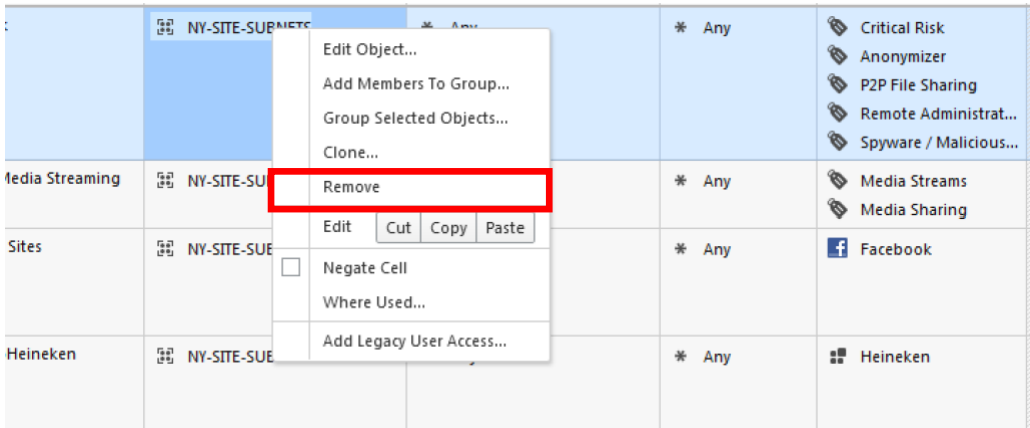 NY-SITE-SUBNETS
* Any
* Any
Critical Risk
Anonymizer
P2P File Sharing
Remote Administrat...
Spyware / Malicious...
Edit Object...
Add Members To Group...
Group Selected Objects...
Clone...
Remove
Edit Cut Copy Paste
Negate Cell
Where Used...
Add Legacy User Access...
Media Streaming
NY-SITE-SU
* Any
Media Streams
Media Sharing
Sites
NY-SITE-SUB
* Any
Facebook
Heineken
NY-SITE-SUB
* Any
Heineken